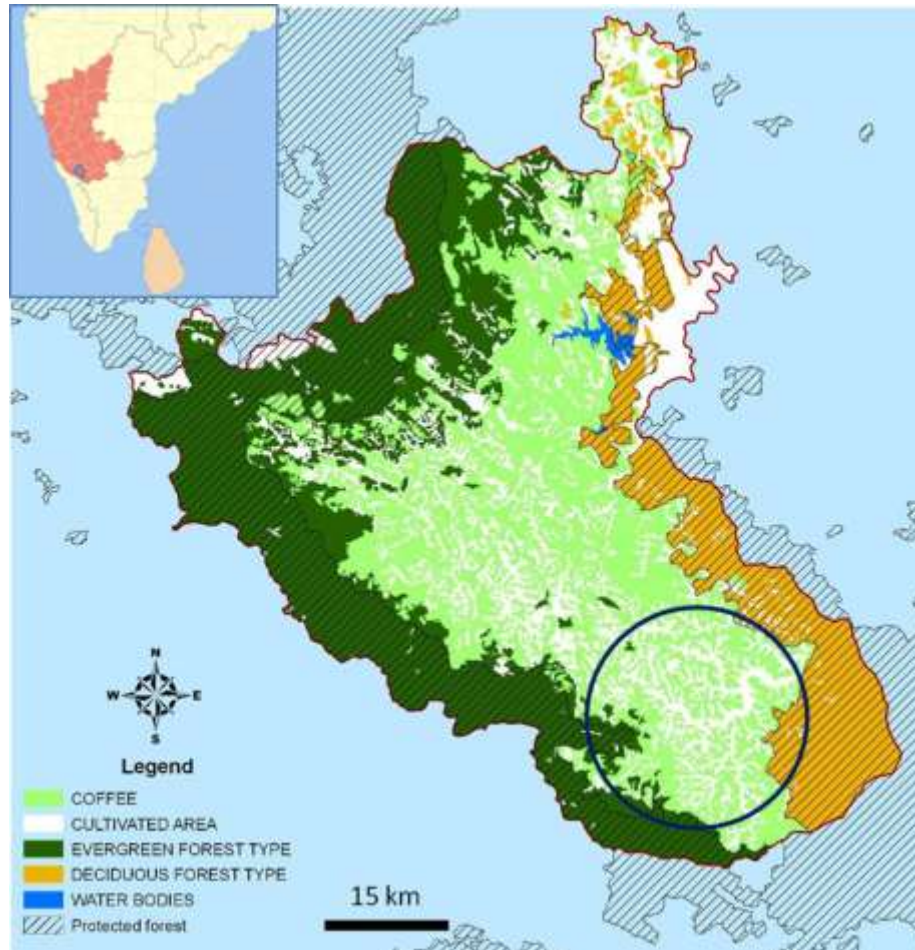 N
W E
S
Legend
COFFEE
CULTIVATED AREA
EVERGREEN FOREST TYPE
DECIDUOUS FOREST TYPE
WATER BODIES
Protected forest
15 km